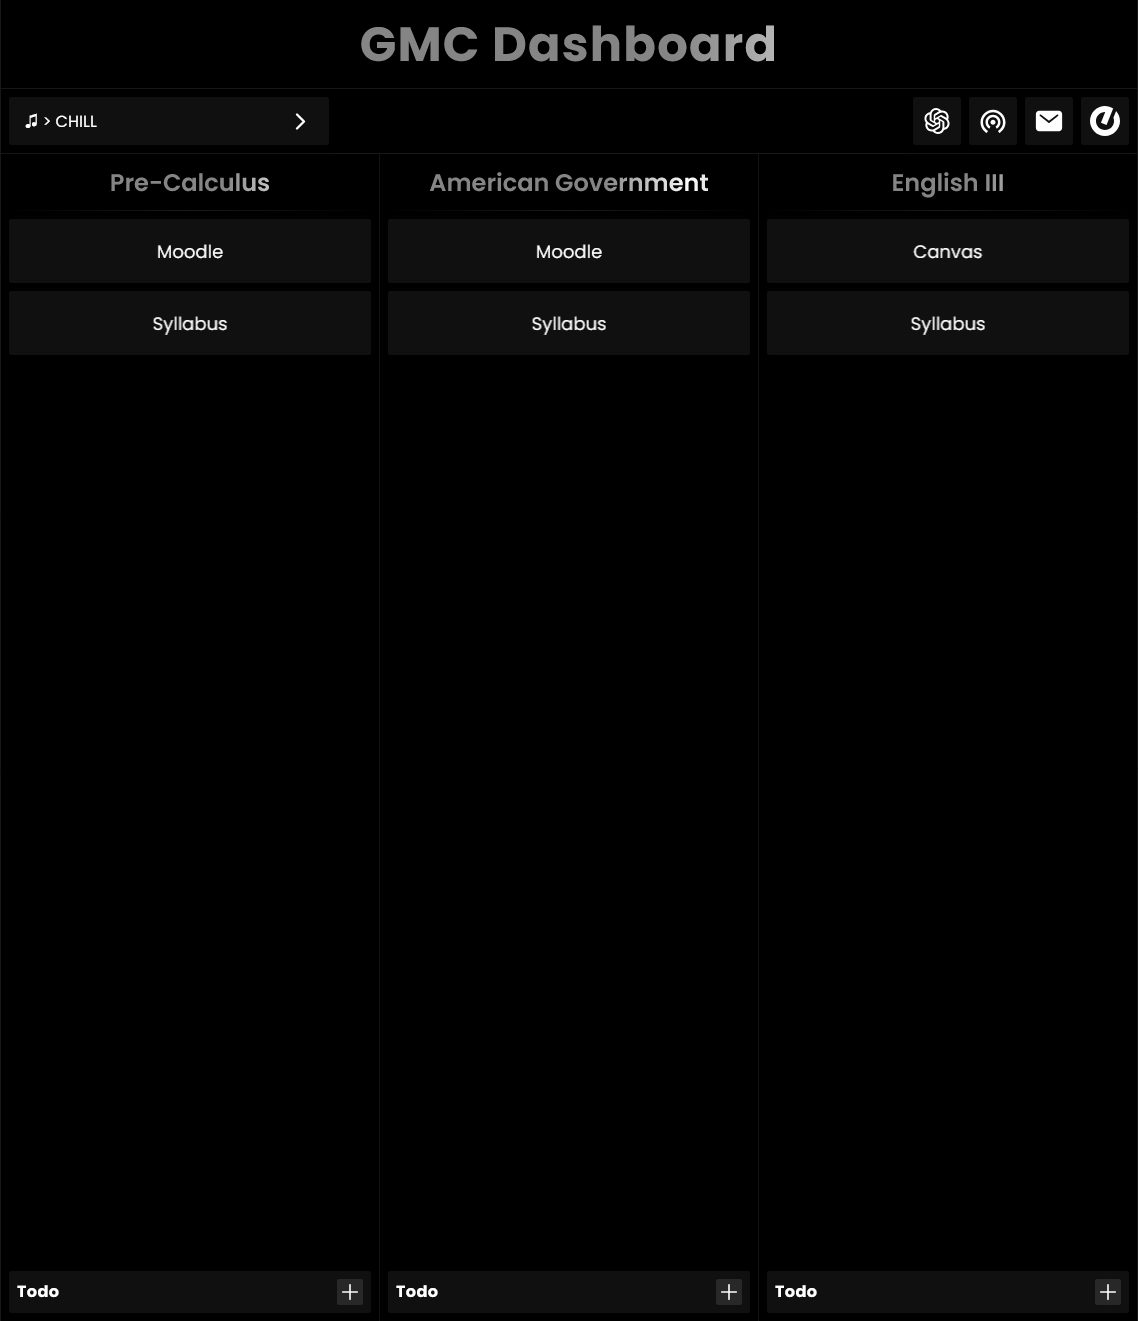 GMC Dashboard
♫ > CHILL
Pre-Calculus
Moodle
Syllabus
Todo
American Government
Moodle
Syllabus
Todo
English III
Canvas
Syllabus
Todo